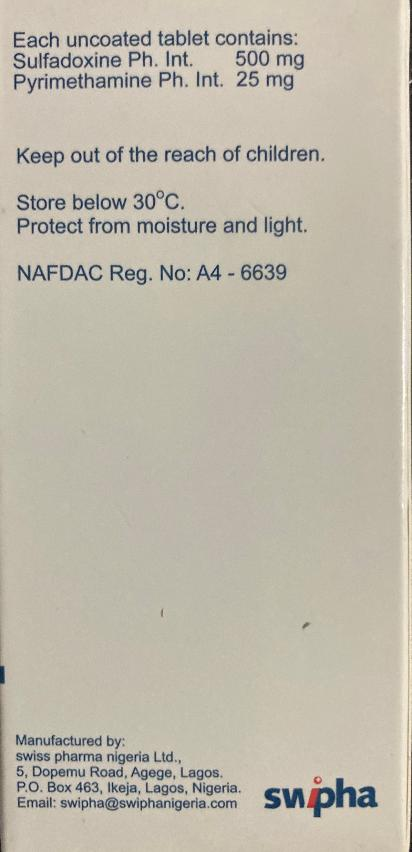 Each uncoated tablet contains:
Sulfadoxine Ph. Int. 500 mg
Pyrimethamine Ph. Int. 25 mg
Keep out of the reach of children.
Store below 30°C.
Protect from moisture and light.
NAFDAC Reg. No: A4 - 6639
Manufactured by:
swiss pharma nigeria Ltd.,
5, Dopemu Road, Agege, Lagos.
P.O. Box 463, Ikeja, Lagos, Nigeria.
Email: swipha@swiphanigeria.com
swipha